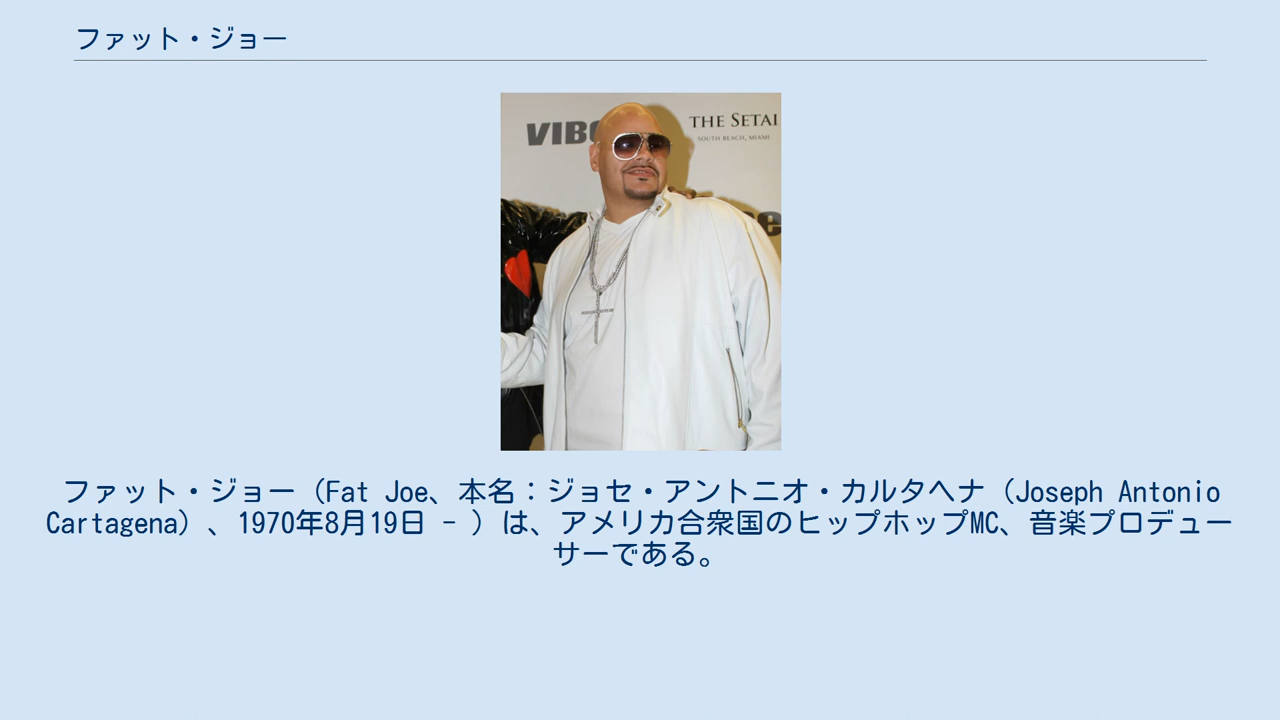 ファット・ジョー
VIBE
THE SETAI
SOUTH BEACH, MIAMI
ファット・ジョー（Fat Joe、本名：ジョセ・アントニオ・カルタヘナ（Joseph Antonio
Cartagena）、1970年8月19日 - ）は、アメリカ合衆国のヒップホップMC、音楽プロデュー
サーである。